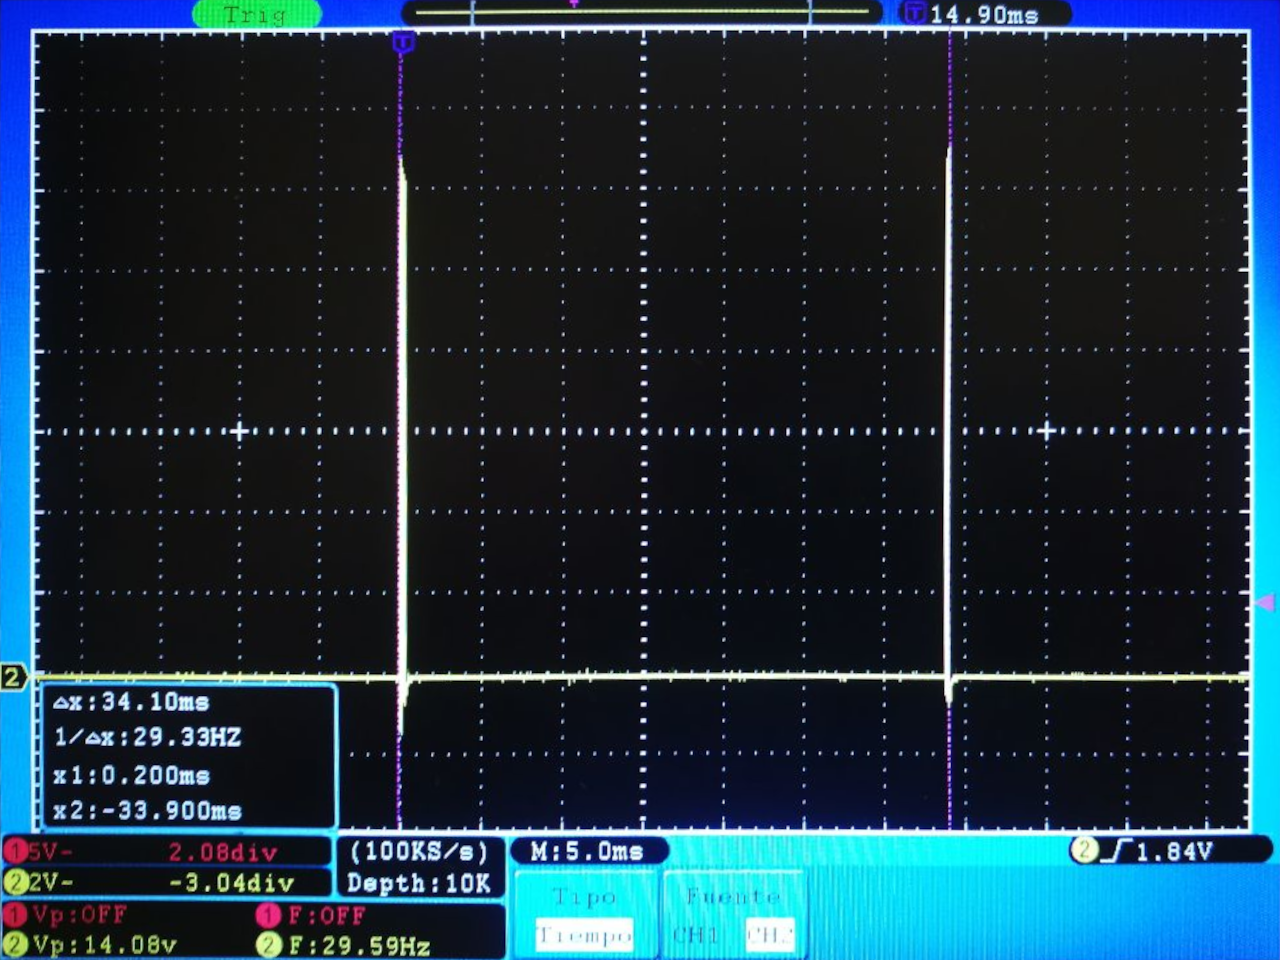 Trig
T 14.90ms
T
2
△x:34.10ms
1/△x:29.33HZ
x1:0.200ms
x2:-33.900ms
1 5V- 2.08div
2 2V- -3.04div
(100KS/s)
Depth:10K
M:5.0ms
2 1.84V
Tipo
Tiempo
Fuente
CH1 CH2
1 Vp:OFF 1 F:OFF
2 Vp:14.08v 2 F:29.59Hz